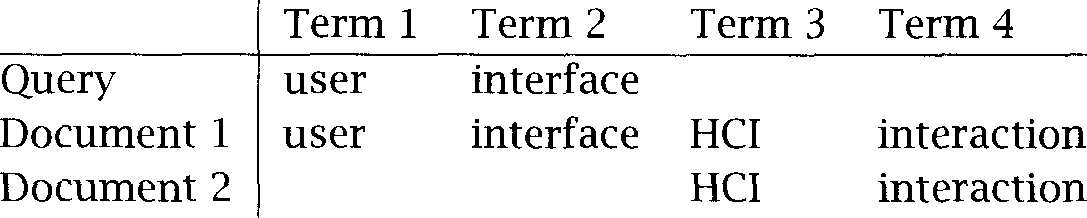 Term 1 Term 2 Term 3 Term 4
Query user interface
Document 1 user interface HCI interaction
Document 2 HCI interaction